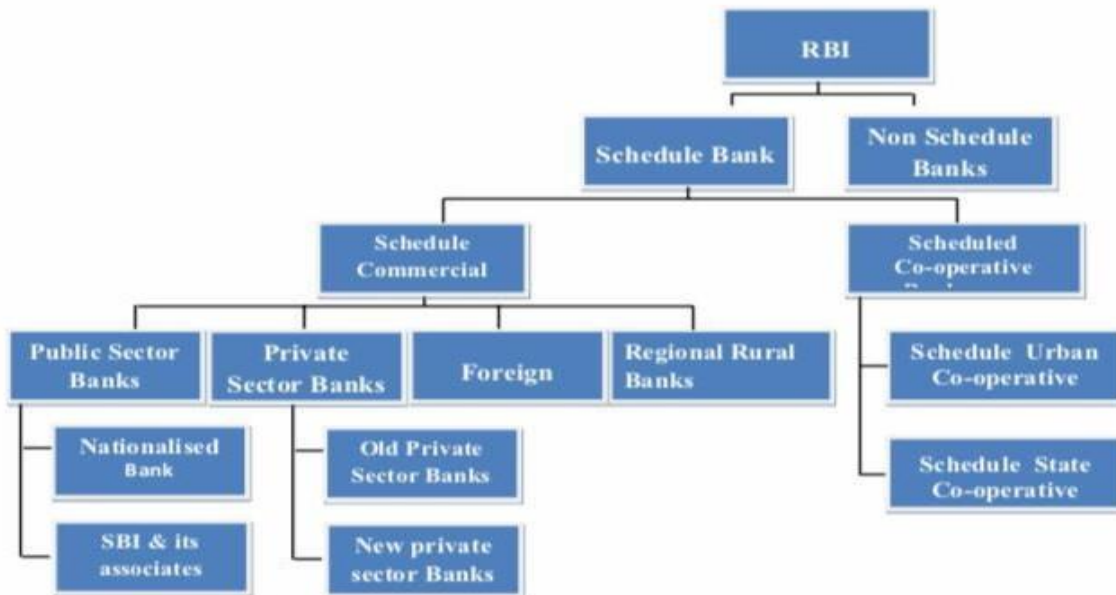 RBI
Schedule Bank
Non Schedule
Banks
Schedule
Commercial
Scheduled
Co-operative
Public Sector
Banks
Private
Sector Banks
Foreign
Regional Rural
Banks
Schedule Urban
Co-operative
Nationalised
Bank
Old Private
Sector Banks
Schedule State
Co-operative
SBI & its
associates
New private
sector Banks